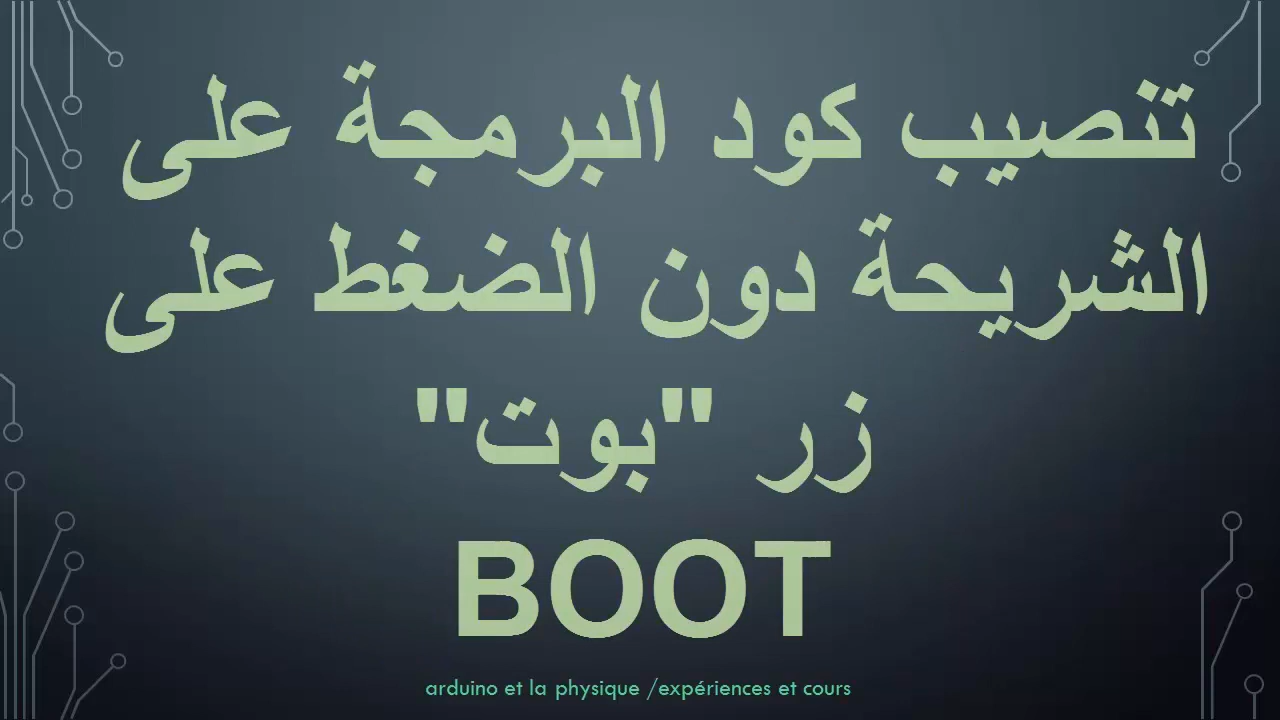 تنصيب كود البرمجة على
الشريحة دون الضغط على
زر "بوت"
BOOT
arduino et la physique /expériences et cours